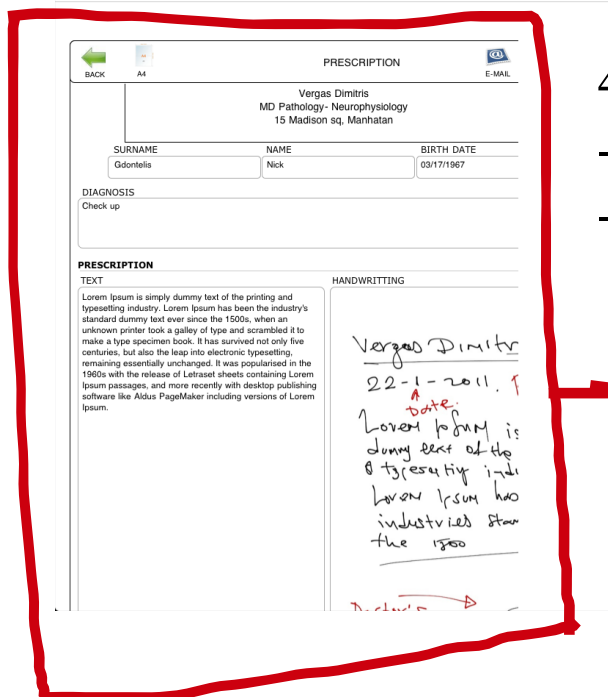 PRESCRIPTION
BACK
A4
E-MAIL
Vergas Dimitris
MD Pathology- Neurophysiology
15 Madison sq, Manhatan
SURNAME NAME BIRTH DATE
Gdontelis Nick 03/17/1967
DIAGNOSIS
Check up
PRESCRIPTION
TEXT
Lorem Ipsum is simply dummy text of the printing and
typesetting industry. Lorem Ipsum has been the industry's
standard dummy text ever since the 1500s, when an
unknown printer took a galley of type and scrambled it to
make a type specimen book. It has survived not only five
centuries, but also the leap into electronic typesetting,
remaining essentially unchanged. It was popularised in the
1960s with the release of Letraset sheets containing Lorem
Ipsum passages, and more recently with desktop publishing
software like Aldus PageMaker including versions of Lorem
Ipsum.
HANDWRITTING
Vergas Dimitr
22-1-2011.
Date.
Lorem Ipsum is
dummy text of the
Lorem Ipsum has
industries
the 1500